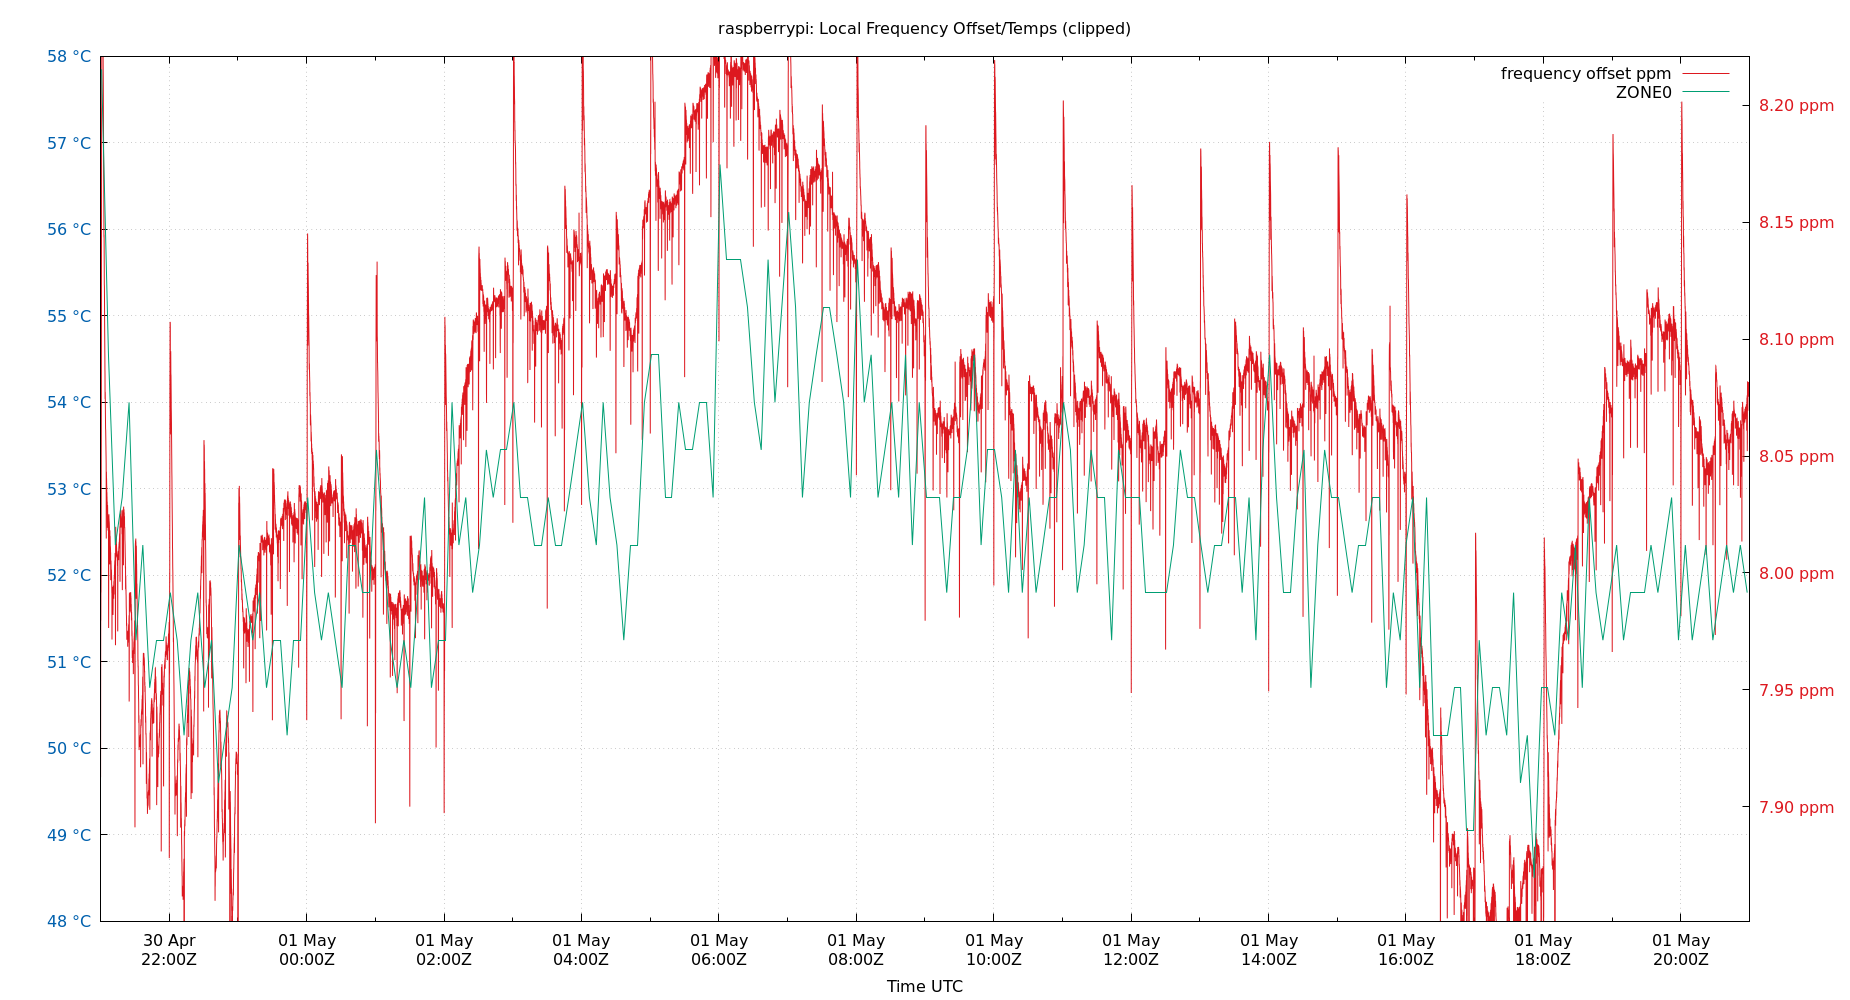 raspberrypi: Local Frequency Offset/Temps (clipped)
58 °C
57 °C
56 °C
55 °C
54 °C
53 °C
52 °C
51 °C
50 °C
49 °C
48 °C
frequency offset ppm
ZONE0
8.20 ppm
8.15 ppm
8.10 ppm
8.05 ppm
8.00 ppm
7.95 ppm
7.90 ppm
30 Apr
22:00Z
01 May
00:00Z
01 May
02:00Z
01 May
04:00Z
01 May
06:00Z
01 May
08:00Z
01 May
10:00Z
01 May
12:00Z
01 May
14:00Z
01 May
16:00Z
01 May
18:00Z
01 May
20:00Z
Time UTC